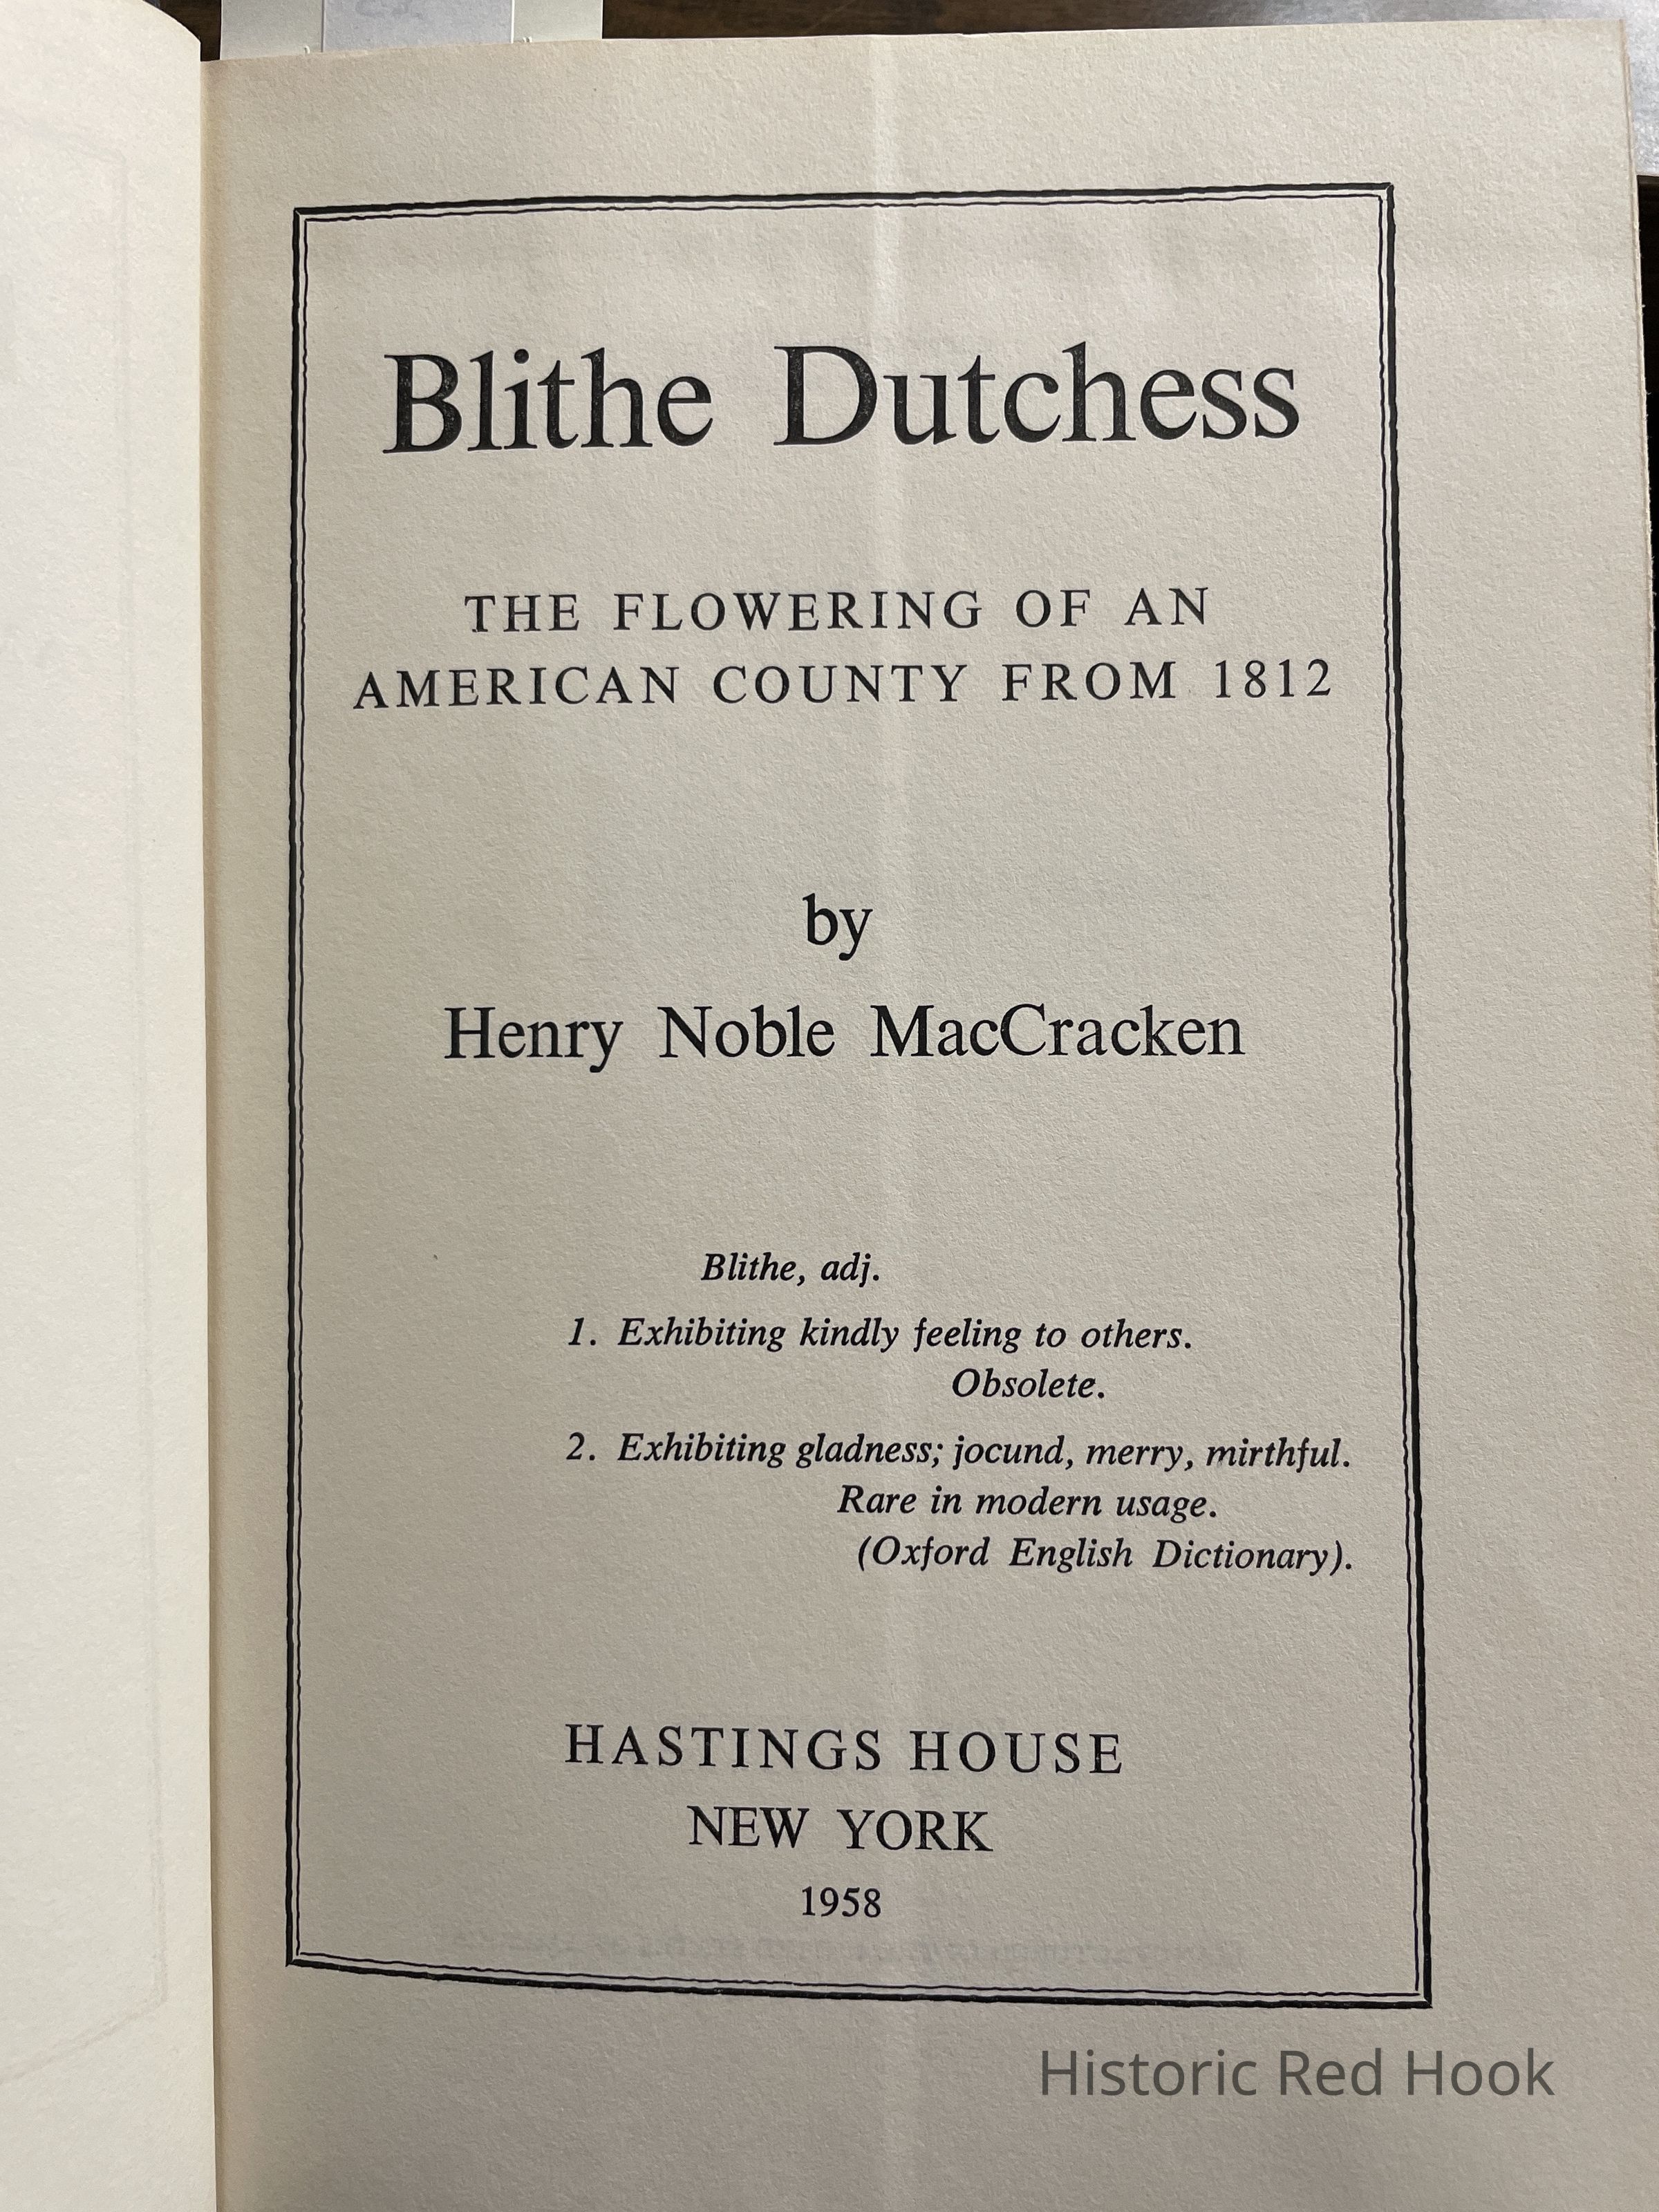 Blithe Dutchess
THE FLOWERING OF AN
AMERICAN COUNTY FROM 1812
by
Henry Noble MacCracken
Blithe, adj.
1. Exhibiting kindly feeling to others.
Obsolete.
2. Exhibiting gladness; jocund, merry, mirthful.
Rare in modern usage.
(Oxford English Dictionary).
HASTINGS HOUSE
NEW YORK
1958
Historic Red Hook